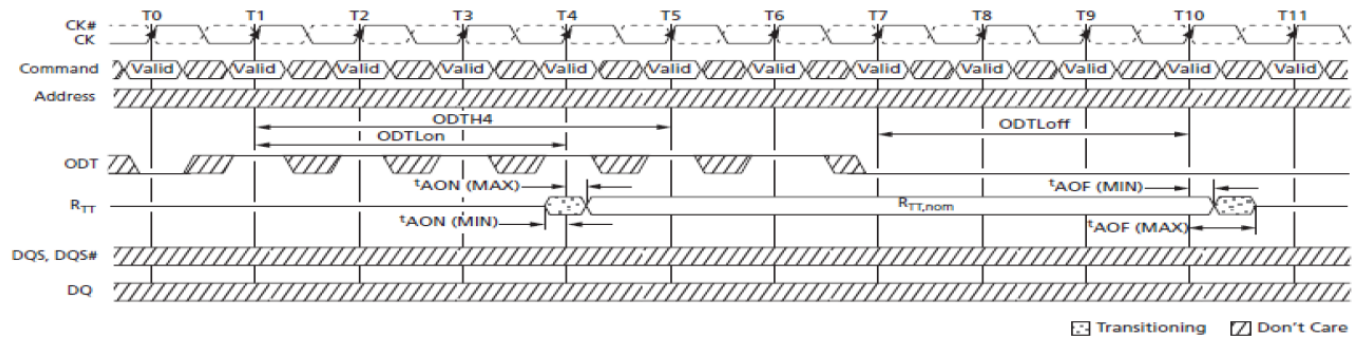 T0 T1 T2 T3 T4 T5 T6 T7 T8 T9 T10 T11
CK#
CK
Command Valid Valid Valid Valid Valid Valid Valid Valid Valid Valid Valid Valid
Address
ODTH4
ODTLoff
ODTLon
ODT
tAON (MAX) tAOF (MIN)
RTT RTT,nom
tAON (MIN) tAOF (MAX)
DQS, DQS#
DQ
Transitioning Don't Care